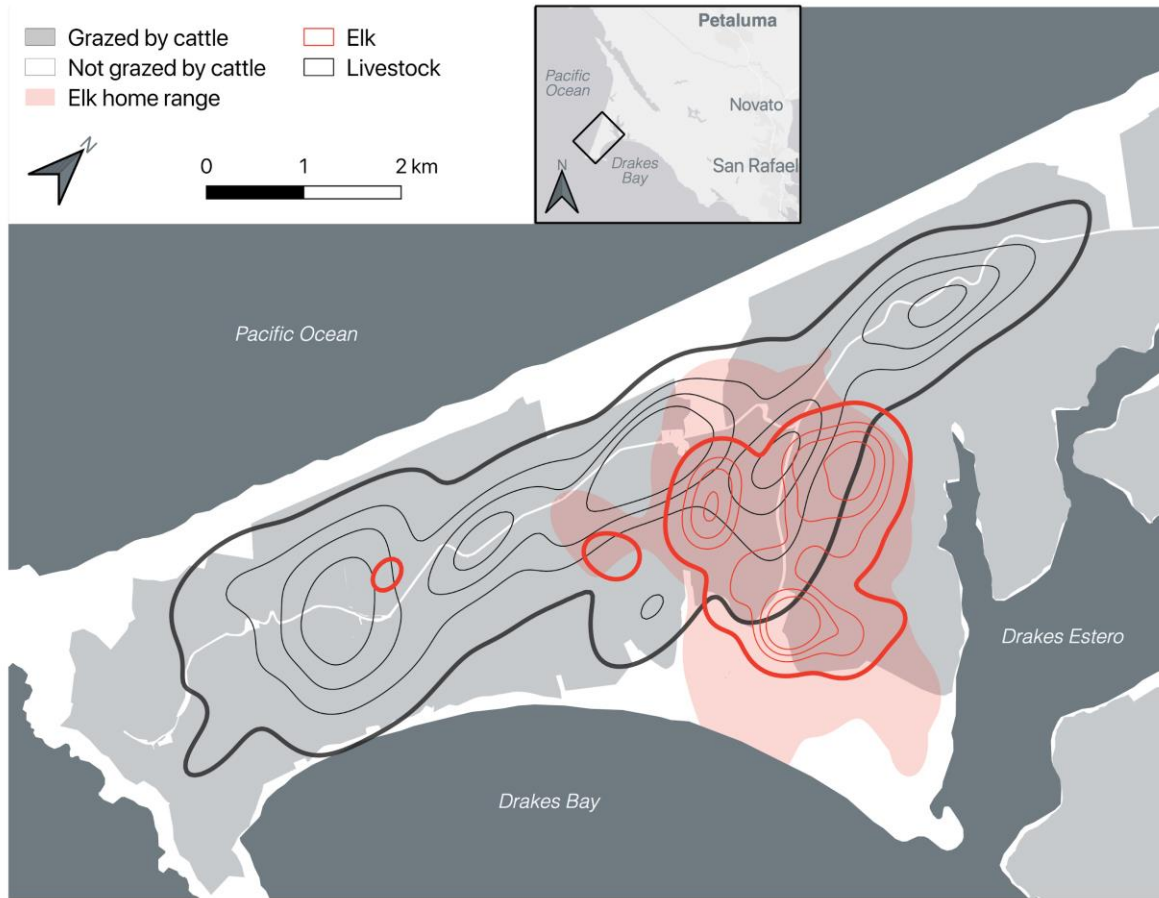 Grazed by cattle
Not grazed by cattle
Elk home range
Elk
Livestock
N
0 1 2 km
Petaluma
Pacific
Ocean
Novato
Drakes
Bay
San Rafael
N
Pacific Ocean
Drakes Estero
Drakes Bay